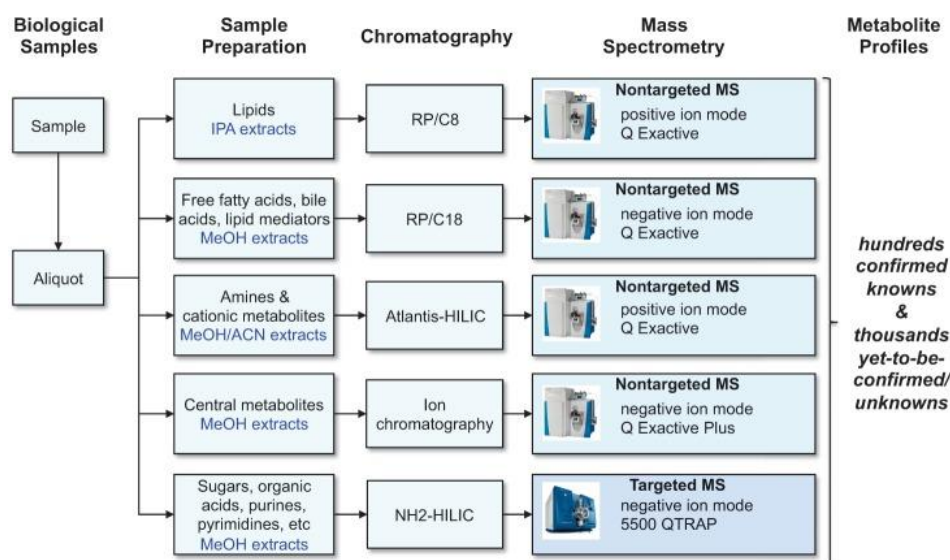 Biological
Samples
Sample
Preparation
Chromatography
Mass
Spectrometry
Metabolite
Profiles
Sample
Aliquot
Lipids
IPA extracts
RP/C8
Nontargeted MS
positive ion mode
Q Exactive
Free fatty acids, bile
acids, lipid mediators
MeOH extracts
RP/C18
Nontargeted MS
negative ion mode
Q Exactive
Amines &
cationic metabolites
MeOH/ACN extracts
Atlantis-HILIC
Nontargeted MS
positive ion mode
Q Exactive
Central metabolites
MeOH extracts
Ion
chromatography
Nontargeted MS
negative ion mode
Q Exactive Plus
Sugars, organic
acids, purines,
pyrimidines, etc
MeOH extracts
NH2-HILIC
Targeted MS
negative ion mode
5500 QTRAP
hundreds
confirmed
knowns
&
thousands
yet-to-be-
confirmed/
unknowns